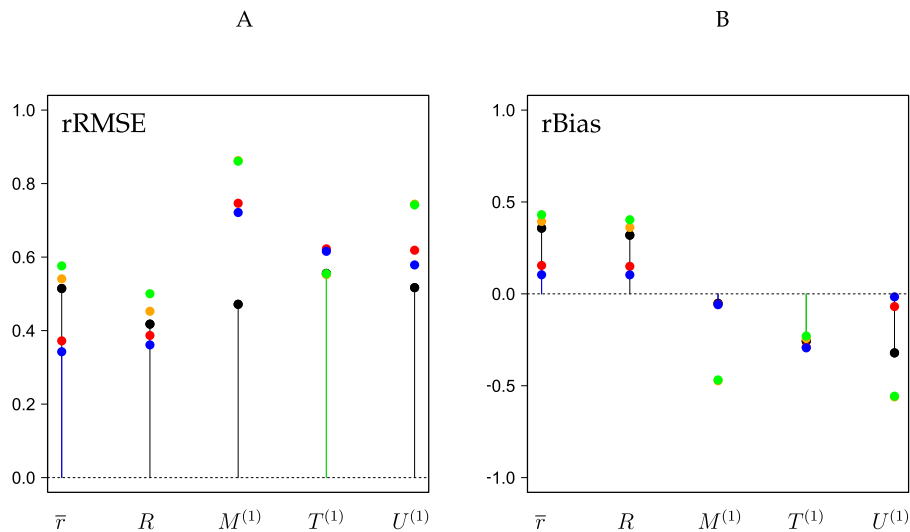 A
B
rRMSE
1.0
0.8
0.6
0.4
0.2
0.0
r̅ R M⁽¹⁾ T⁽¹⁾ U⁽¹⁾
rBias
1.0
0.5
0.0
-0.5
-1.0
r̅ R M⁽¹⁾ T⁽¹⁾ U⁽¹⁾